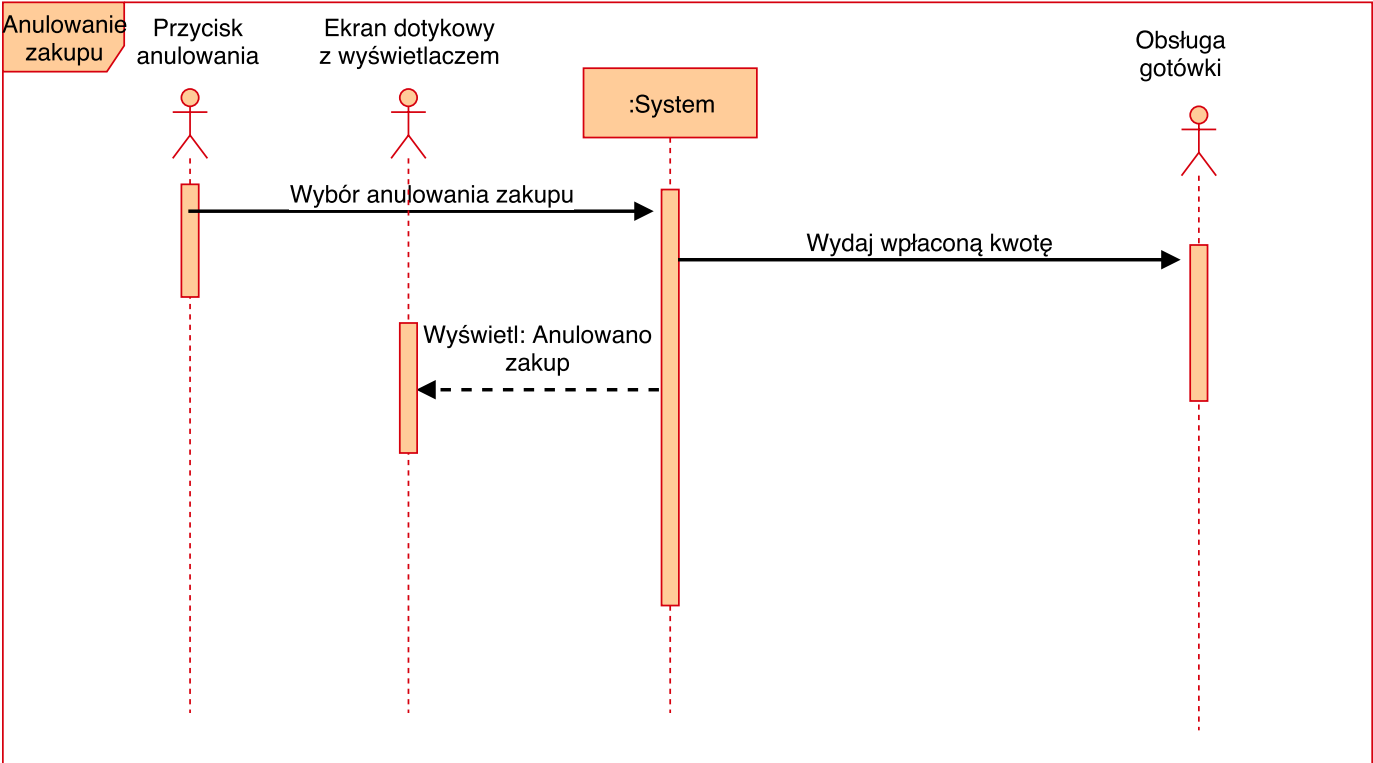 Anulowanie
zakupu
Przycisk
anulowania
Ekran dotykowy
z wyświetlaczem
:System
Obsługa
gotówki
Wybór anulowania zakupu
Wydaj wpłaconą kwotę
Wyświetl: Anulowano
zakup